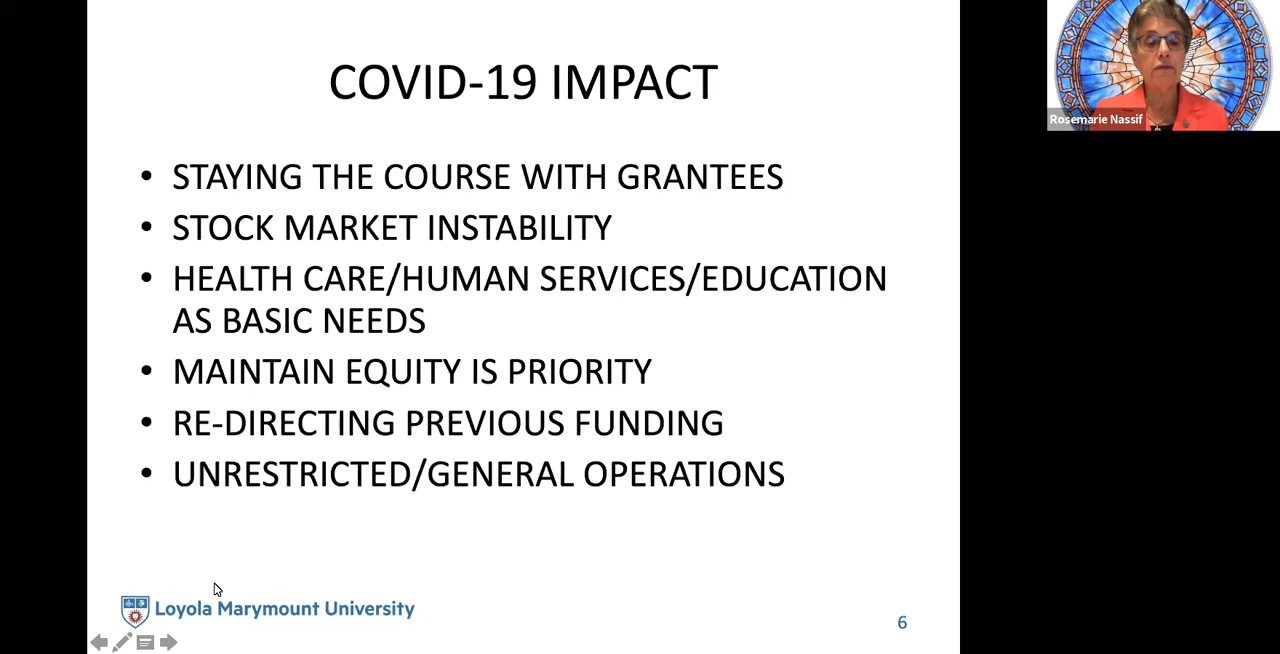 COVID-19 IMPACT
• STAYING THE COURSE WITH GRANTEES
• STOCK MARKET INSTABILITY
• HEALTH CARE/HUMAN SERVICES/EDUCATION
AS BASIC NEEDS
• MAINTAIN EQUITY IS PRIORITY
• RE-DIRECTING PREVIOUS FUNDING
• UNRESTRICTED/GENERAL OPERATIONS
Loyola Marymount University
6
Rosemarie Nassif